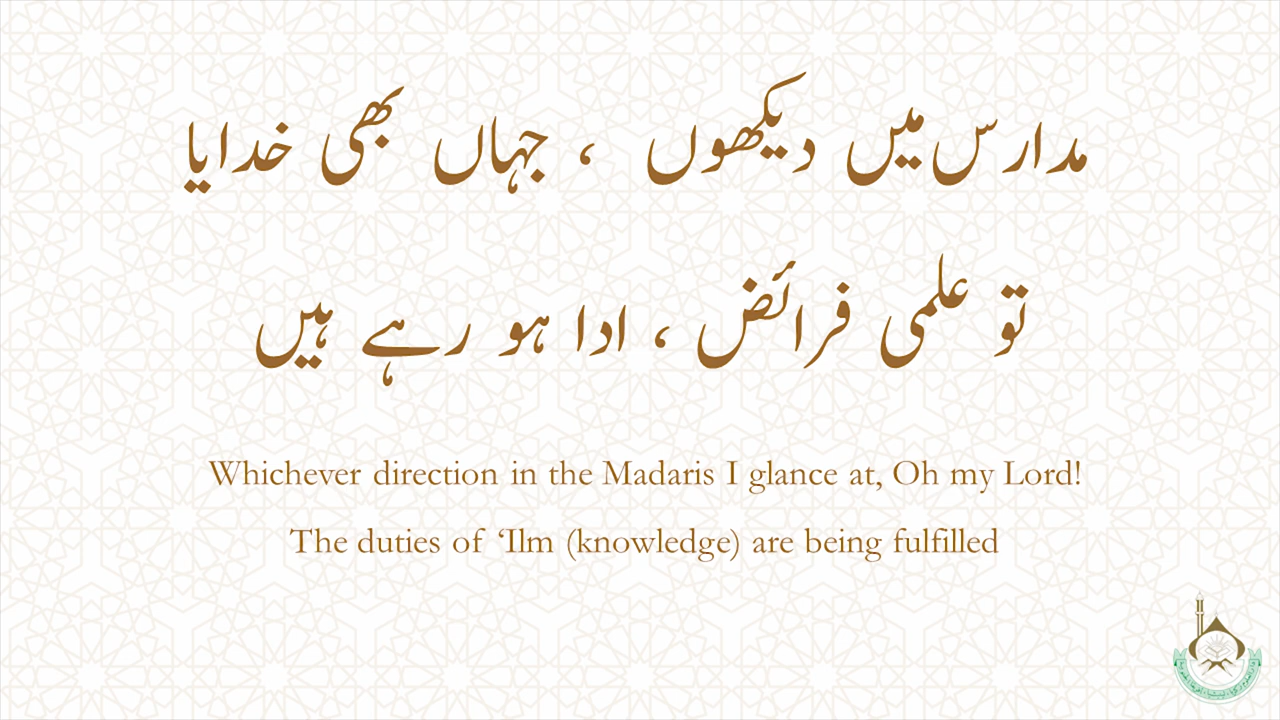 مدارس میں دیکھوں ، جہاں بھی خدایا
تو علمی فرائض ، ادا ہو رہے ہیں
Whichever direction in the Madaris I glance at, Oh my Lord!
The duties of ‘Ilm (knowledge) are being fulfilled